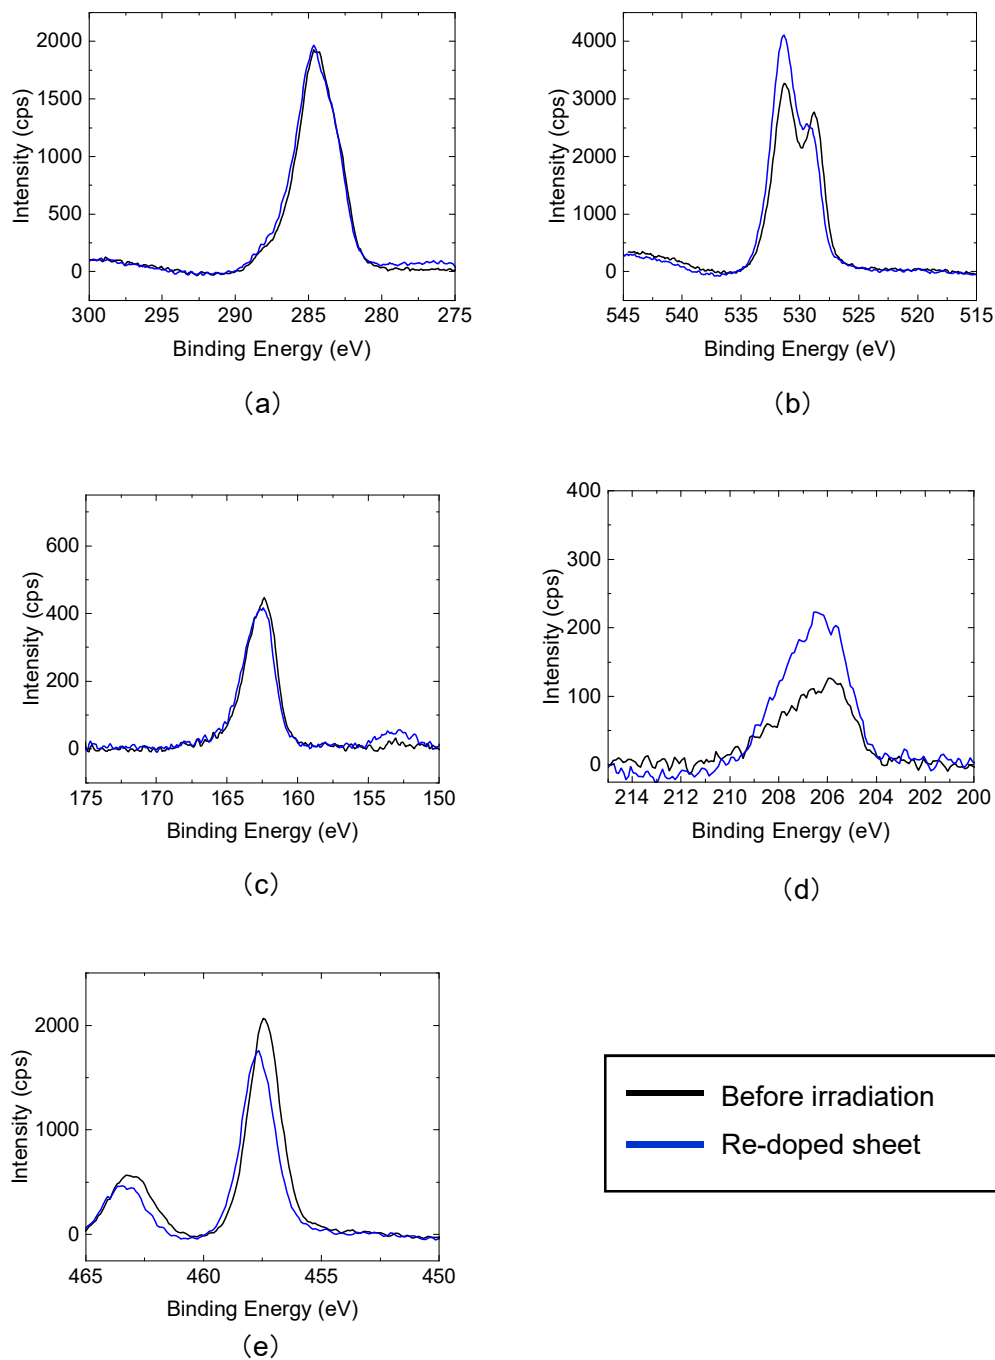 2000
1500
1000
500
0
Intensity (cps)
300 295 290 285 280 275
Binding Energy (eV)
（a）
4000
3000
2000
1000
0
Intensity (cps)
545 540 535 530 525 520 515
Binding Energy (eV)
（b）
600
400
200
0
Intensity (cps)
175 170 165 160 155 150
Binding Energy (eV)
（c）
400
300
200
100
0
Intensity (cps)
214 212 210 208 206 204 202 200
Binding Energy (eV)
（d）
2000
1000
0
Intensity (cps)
465 460 455 450
Binding Energy (eV)
（e）
Before irradiation
Re-doped sheet